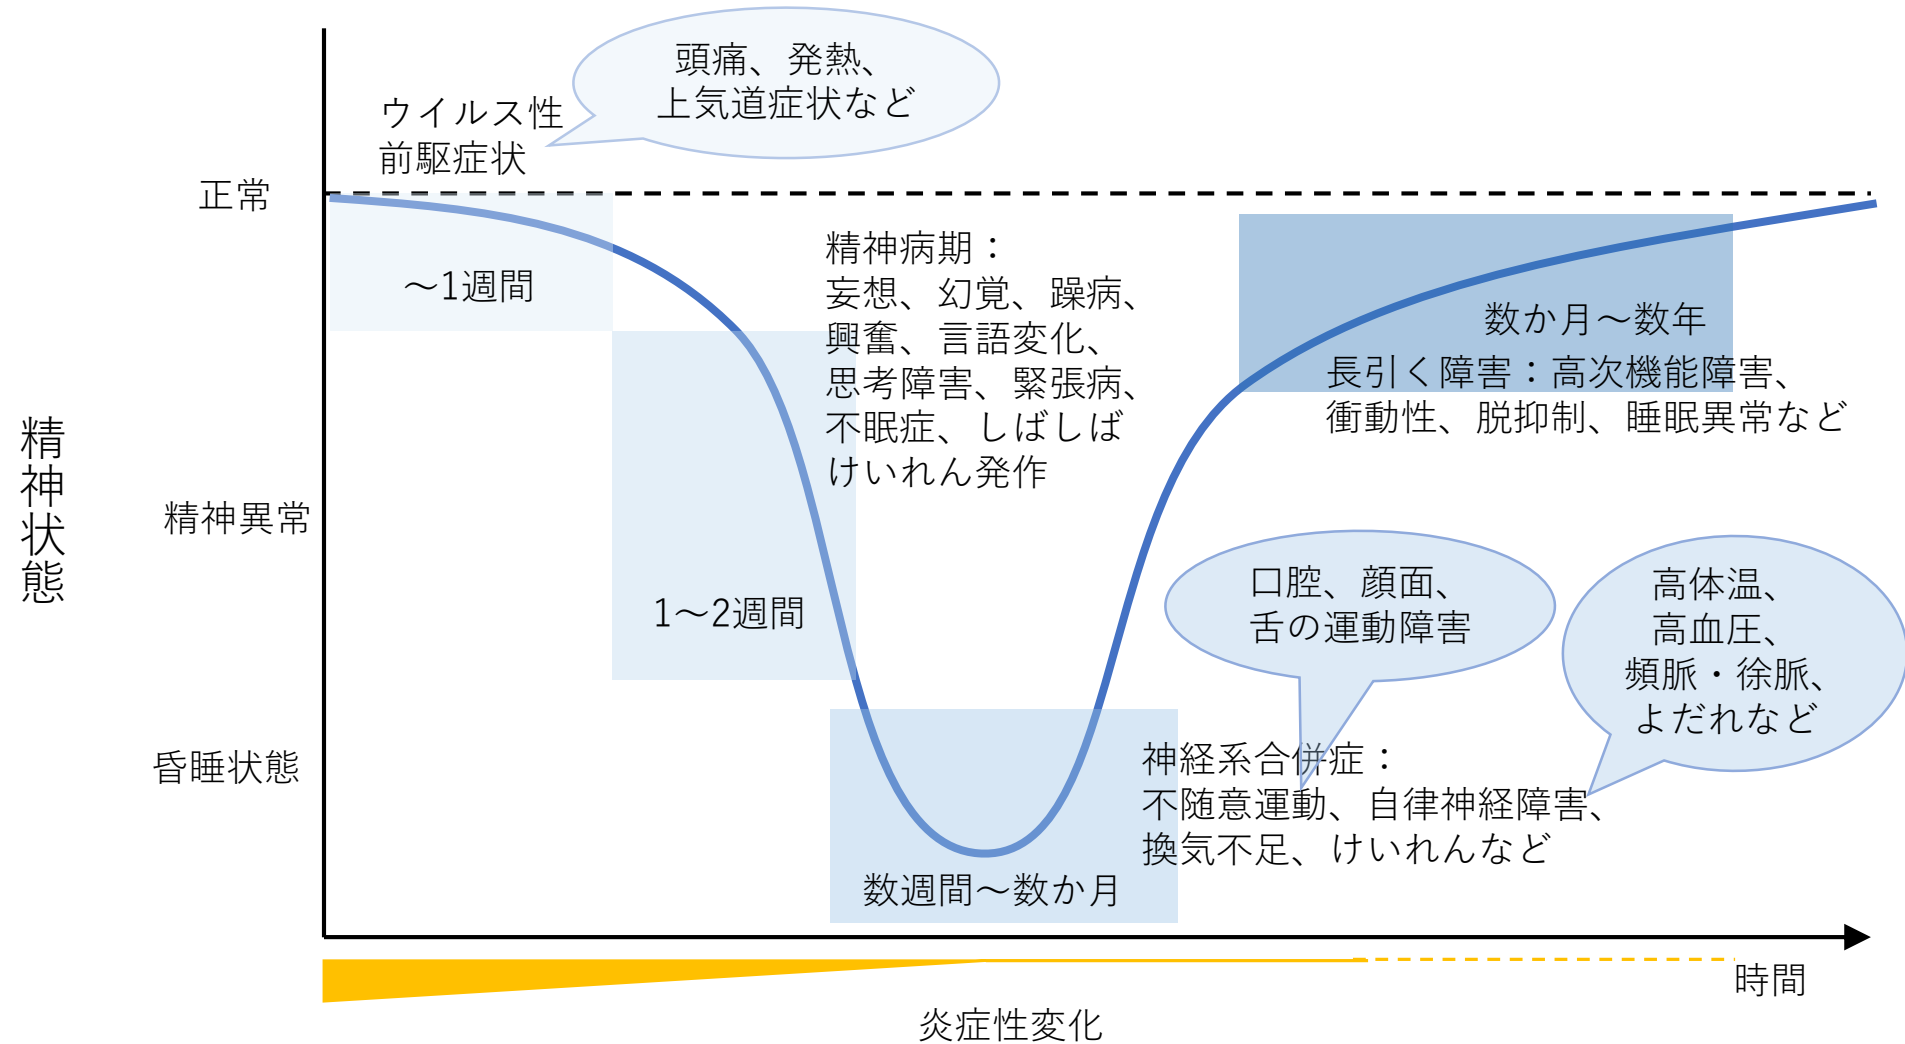 頭痛、発熱、
上気道症状など
ウイルス性
前駆症状
正常
～1週間
精神病期：
妄想、幻覚、躁病、
興奮、言語変化、
思考障害、緊張病、
不眠症、しばしば
けいれん発作
数か月～数年
長引く障害：高次機能障害、
衝動性、脱抑制、睡眠異常など
精神状態
精神異常
1～2週間
口腔、顔面、
舌の運動障害
高体温、
高血圧、
頻脈・徐脈、
よだれなど
昏睡状態
神経系合併症：
不随意運動、自律神経障害、
換気不足、けいれんなど
数週間～数か月
時間
炎症性変化